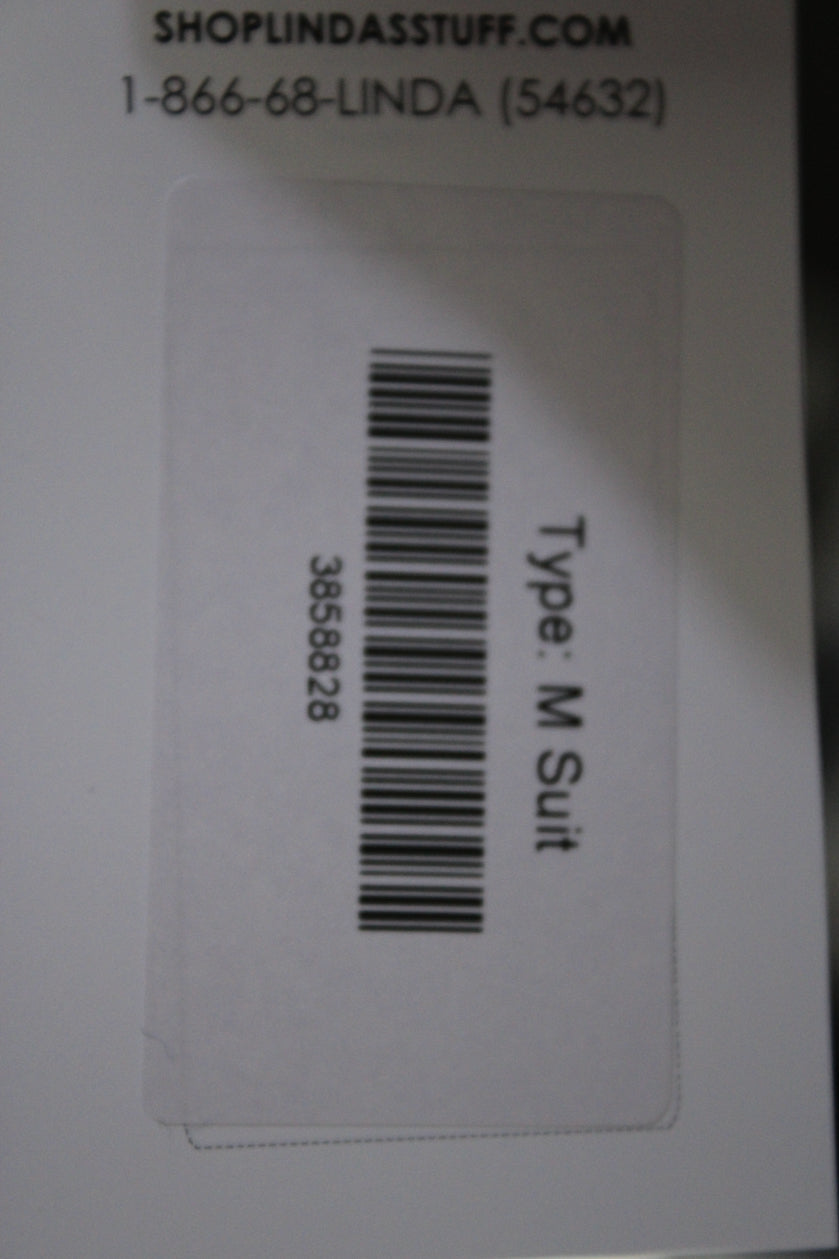 SHOPLINDASSTUFF.COM
1-866-68-LINDA (54632)
Type: M Suit
3858828